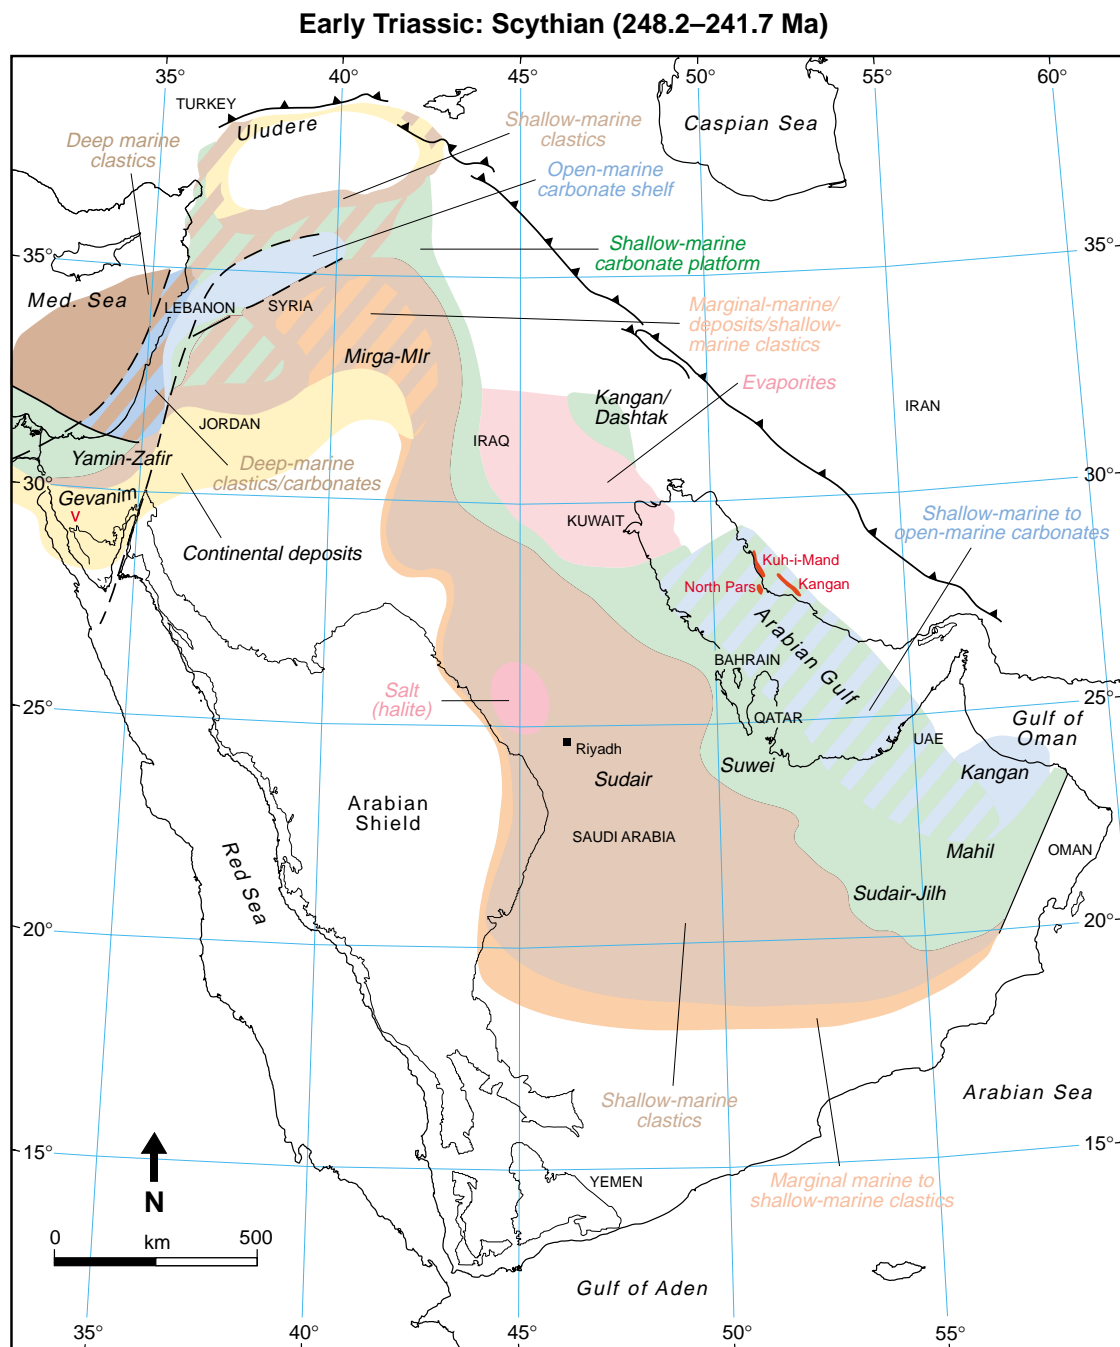 Early Triassic: Scythian (248.2–241.7 Ma)
35°
40°
45°
50°
55°
60°
TURKEY
Uludere
Caspian Sea
Deep marine
clastics
Shallow-marine
clastics
Open-marine
carbonate shelf
35°
35°
Shallow-marine
carbonate platform
Med. Sea
LEBANON
SYRIA
Marginal-marine/
deposits/shallow-
marine clastics
Mirga-MIr
Evaporites
Kangan/
Dashtak
IRAN
JORDAN
IRAQ
Yamin-Zafir
Deep-marine
clastics/carbonates
30°
30°
Gevanim
V
KUWAIT
Shallow-marine to
open-marine carbonates
Continental deposits
Kuh-i-Mand
North Pars
Kangan
Arabian Gulf
BAHRAIN
Salt
(halite)
25°
25°
QATAR
Gulf of
Oman
UAE
Riyadh
Suwei
Kangan
Sudair
Arabian
Shield
SAUDI ARABIA
Mahil
OMAN
Red Sea
Sudair-Jilh
20°
20°
Shallow-marine
clastics
Arabian Sea
15°
15°
N
YEMEN
Marginal marine to
shallow-marine clastics
0 km 500
Gulf of Aden
35°
40°
45°
50°
55°